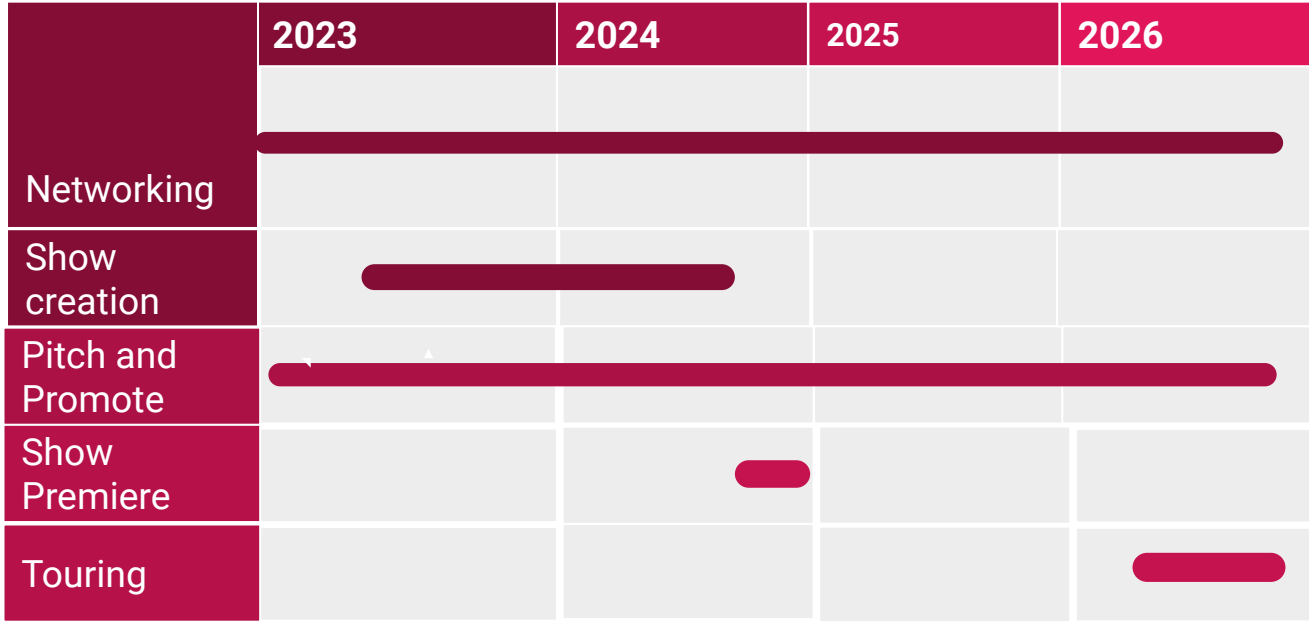 2023
2024
2025
2026
Networking
Show
creation
Pitch and
Promote
Show
Premiere
Touring